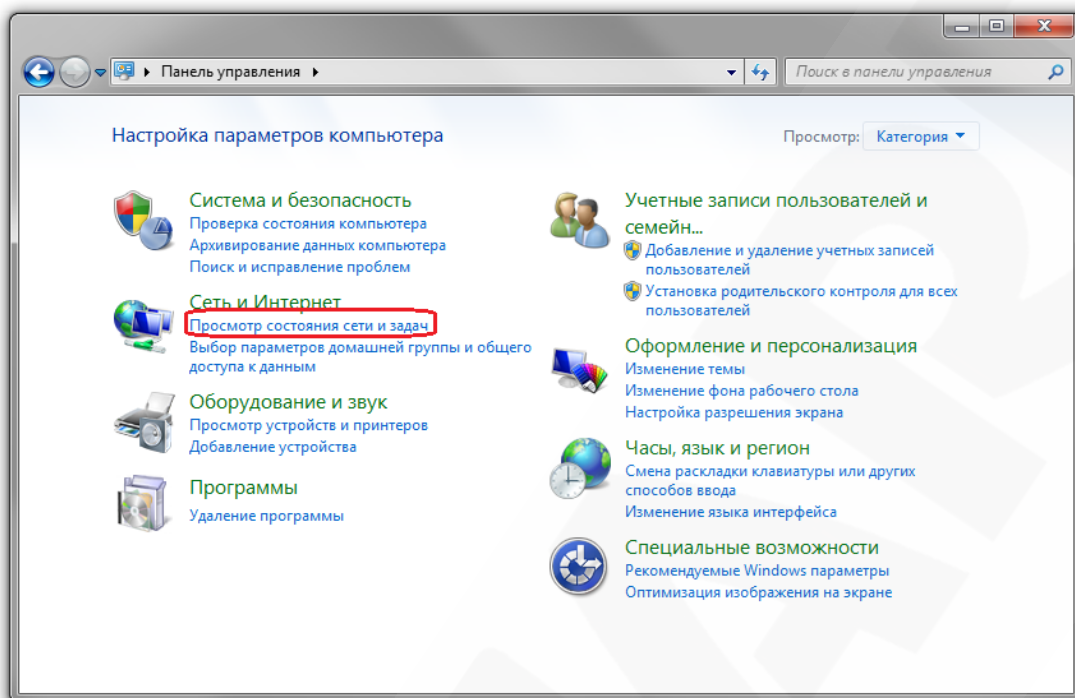 Панель управления
Поиск в панели управления
Настройка параметров компьютера
Просмотр: Категория
Система и безопасность
Проверка состояния компьютера
Архивирование данных компьютера
Поиск и исправление проблем
Сеть и Интернет
Просмотр состояния сети и задач
Выбор параметров домашней группы и общего
доступа к данным
Оборудование и звук
Просмотр устройств и принтеров
Добавление устройства
Программы
Удаление программы
Учетные записи пользователей и
семейн...
Добавление и удаление учетных записей
пользователей
Установка родительского контроля для всех
пользователей
Оформление и персонализация
Изменение темы
Изменение фона рабочего стола
Настройка разрешения экрана
Часы, язык и регион
Смена раскладки клавиатуры или других
способов ввода
Изменение языка интерфейса
Специальные возможности
Рекомендуемые Windows параметры
Оптимизация изображения на экране